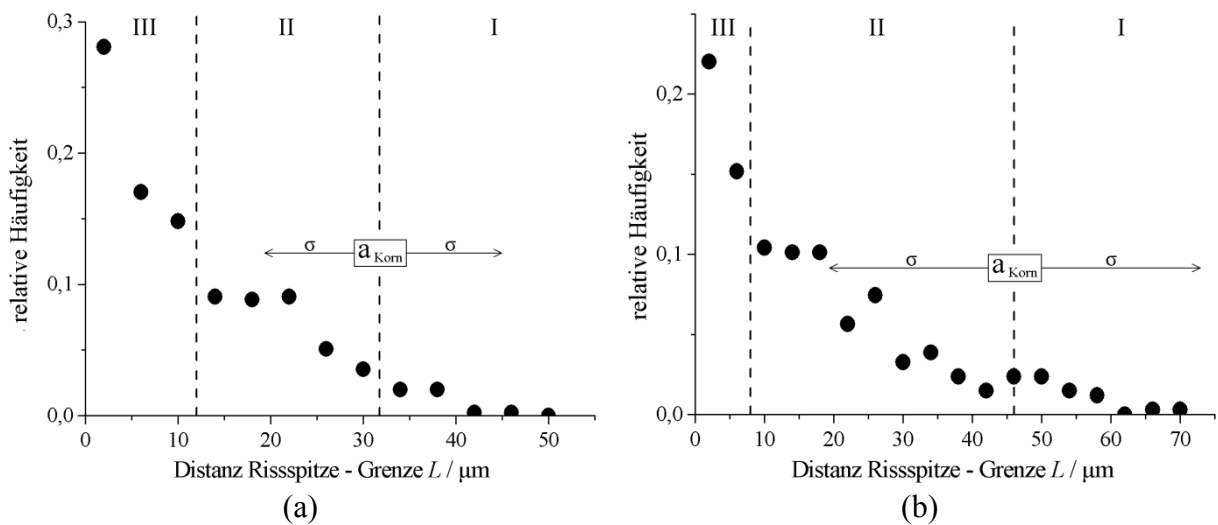 III II I
0,3
0,2
0,1
0,0
relative Häufigkeit
σ a Korn σ
0 10 20 30 40 50
Distanz Rissspitze - Grenze L / µm
(a)
III II I
0,2
0,1
0,0
relative Häufigkeit
σ a Korn σ
0 10 20 30 40 50 60 70
Distanz Rissspitze - Grenze L / µm
(b)